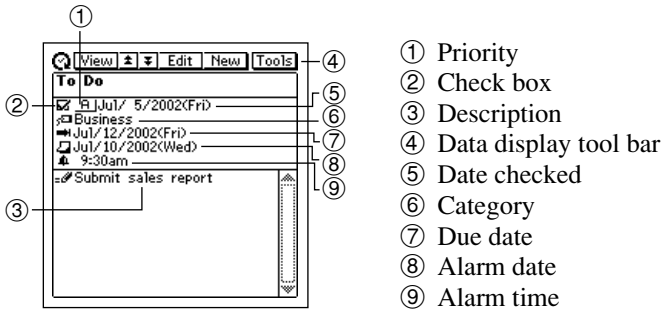 ①
View Edit New Tools ④
To Do
② A Jul/ 5/2002(Fri) ⑤
Business ⑥
Jul/12/2002(Fri) ⑦
Jul/10/2002(Wed) ⑧
9:30am ⑨
③ Submit sales report
① Priority
② Check box
③ Description
④ Data display tool bar
⑤ Date checked
⑥ Category
⑦ Due date
⑧ Alarm date
⑨ Alarm time